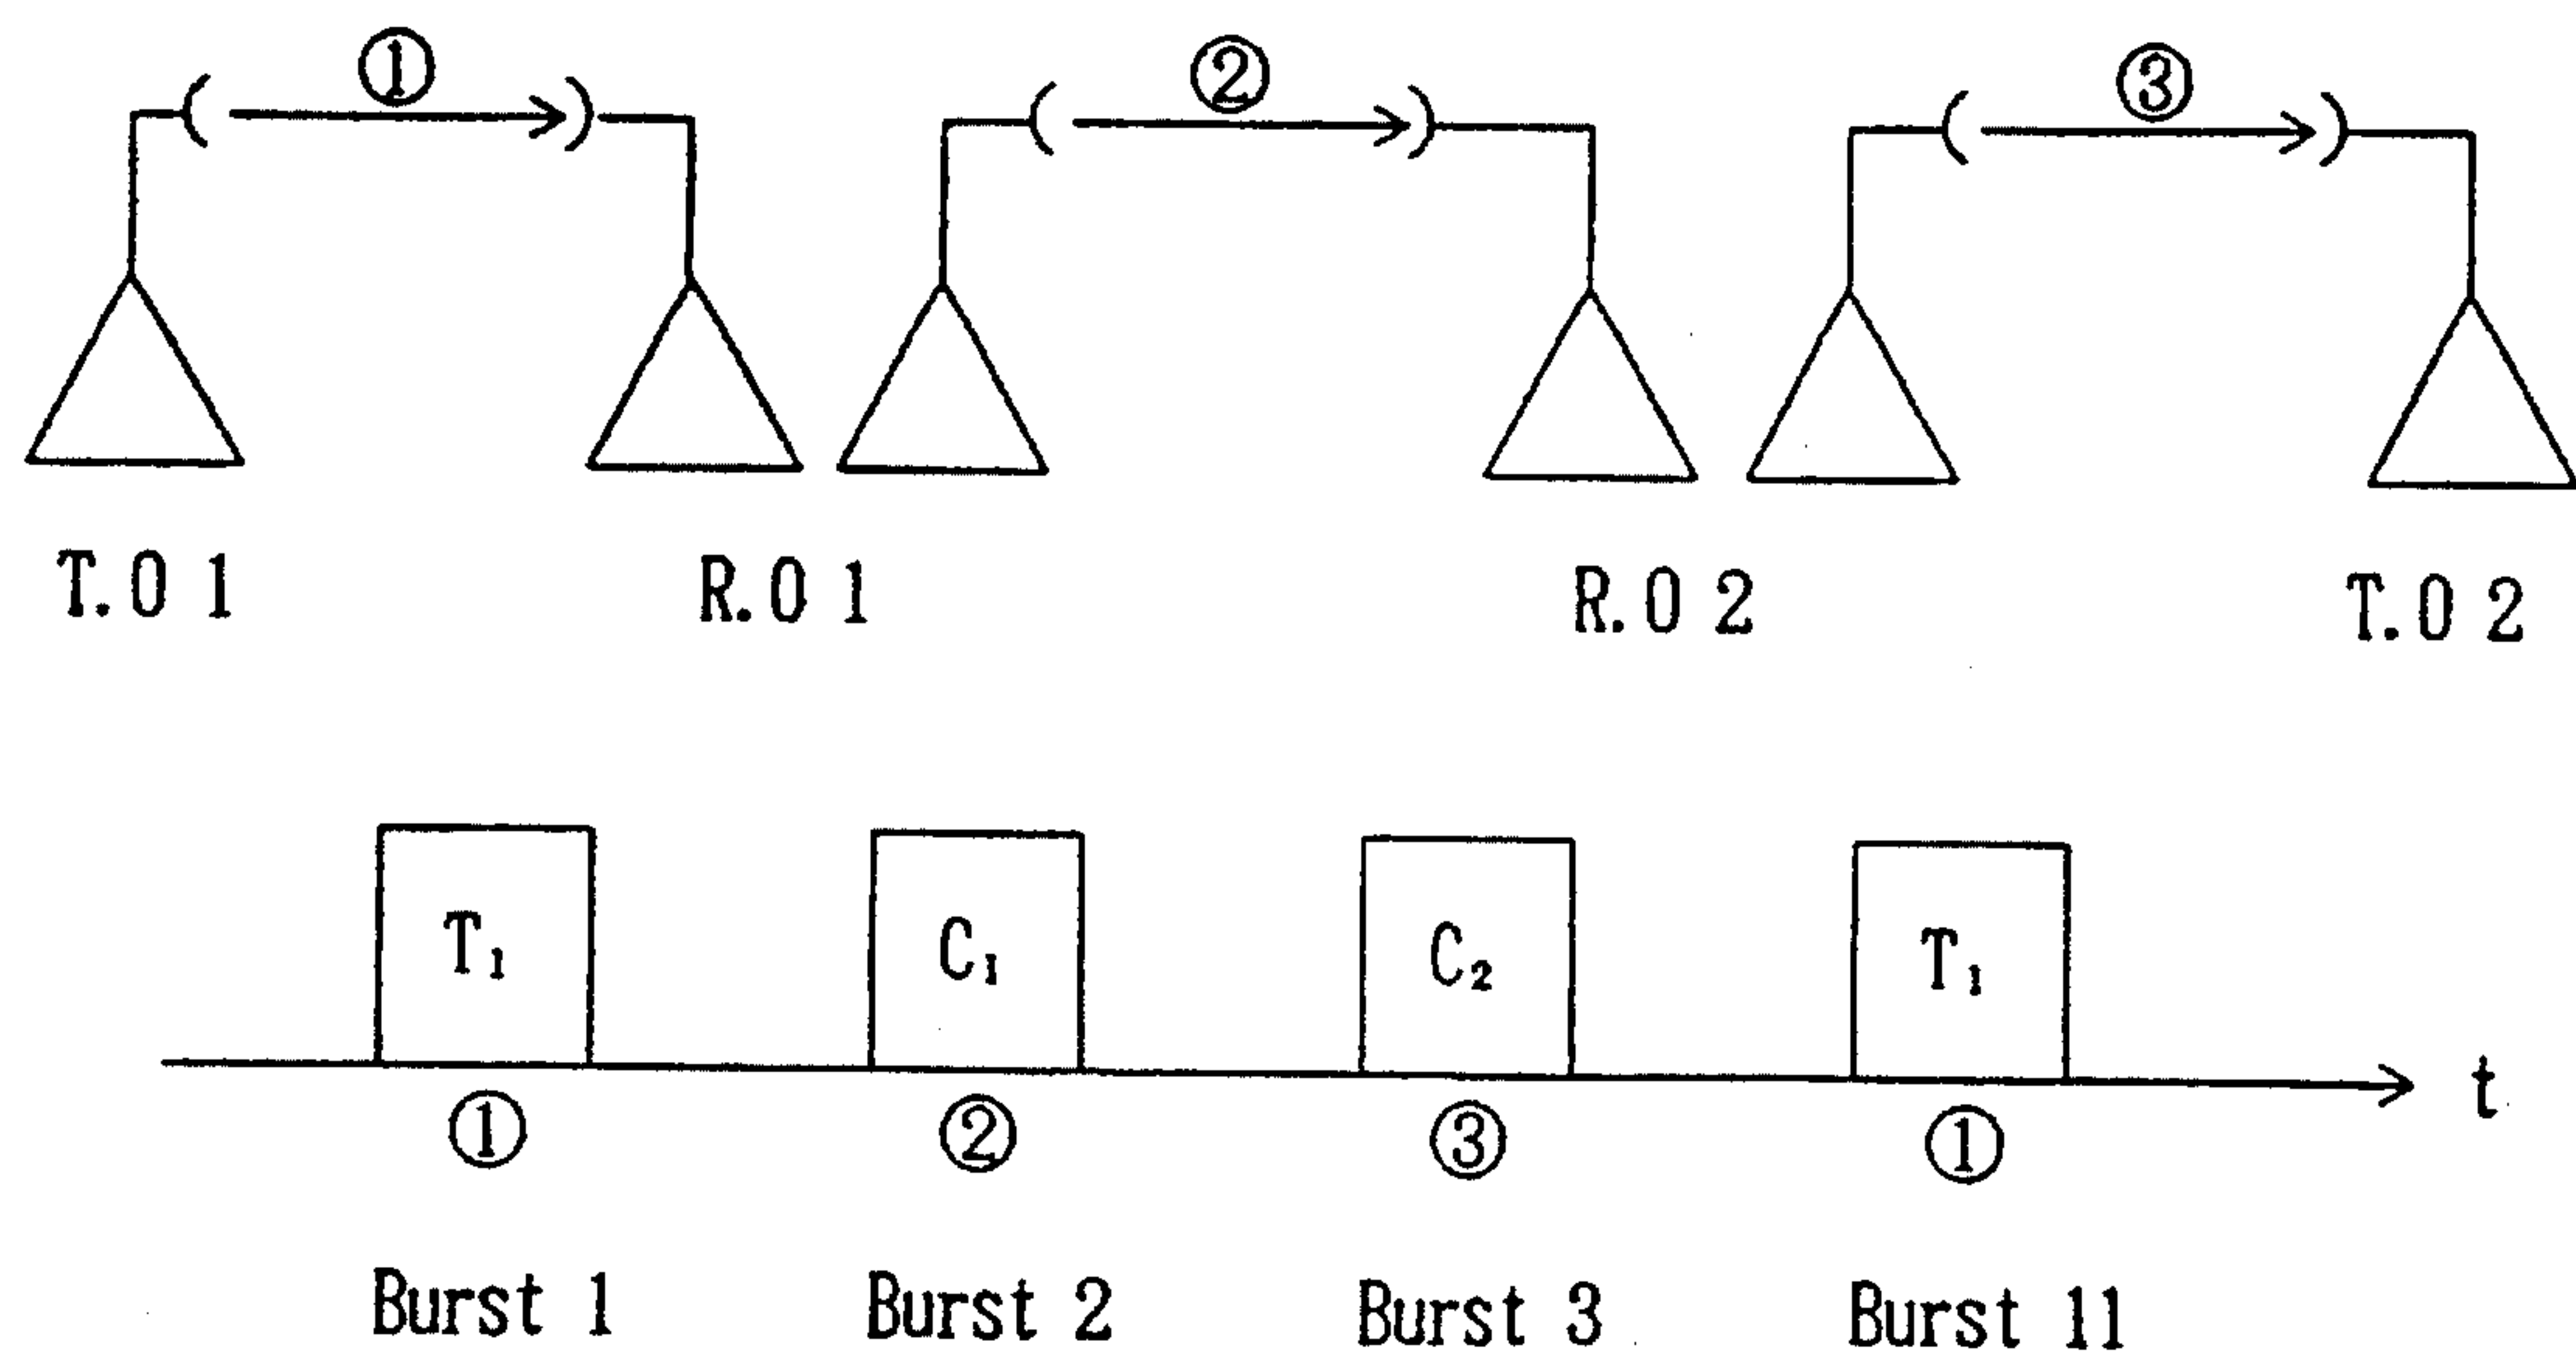 ① ② ③
T.01 R.01 R.02 T.02
T₁ C₁ C₂ T₁
t
① ② ③ ①
Burst 1 Burst 2 Burst 3 Burst 11